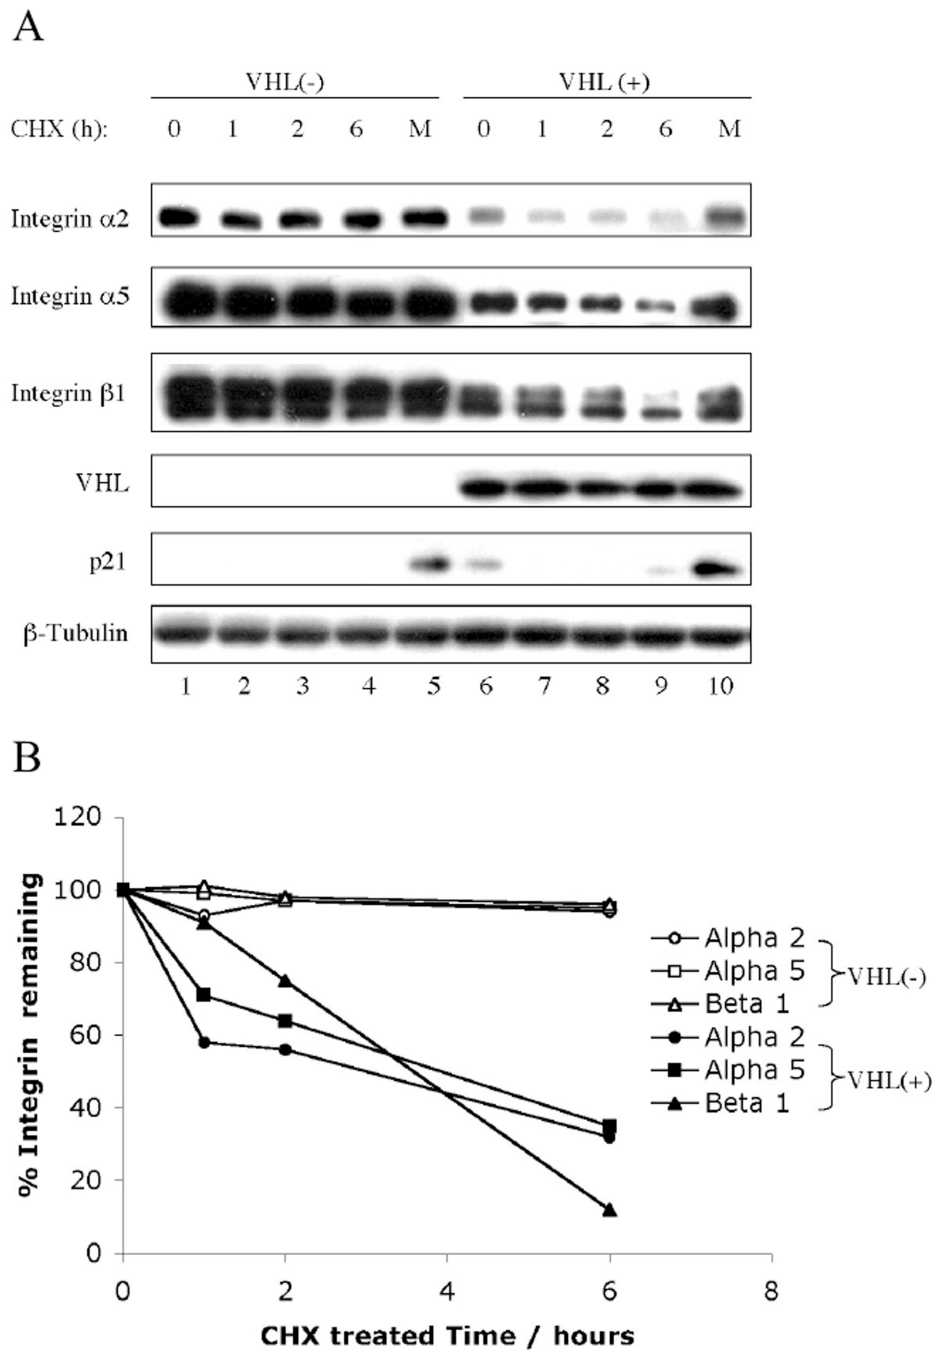 A
VHL(-) VHL (+)
CHX (h): 0 1 2 6 M 0 1 2 6 M
Integrin α2
Integrin α5
Integrin β1
VHL
p21
β-Tubulin
1 2 3 4 5 6 7 8 9 10
B
120
100
80
60
40
20
0
% Integrin remaining
0 2 4 6 8
CHX treated Time / hours
Alpha 2
Alpha 5
Beta 1
VHL(-)
Alpha 2
Alpha 5
Beta 1
VHL(+)